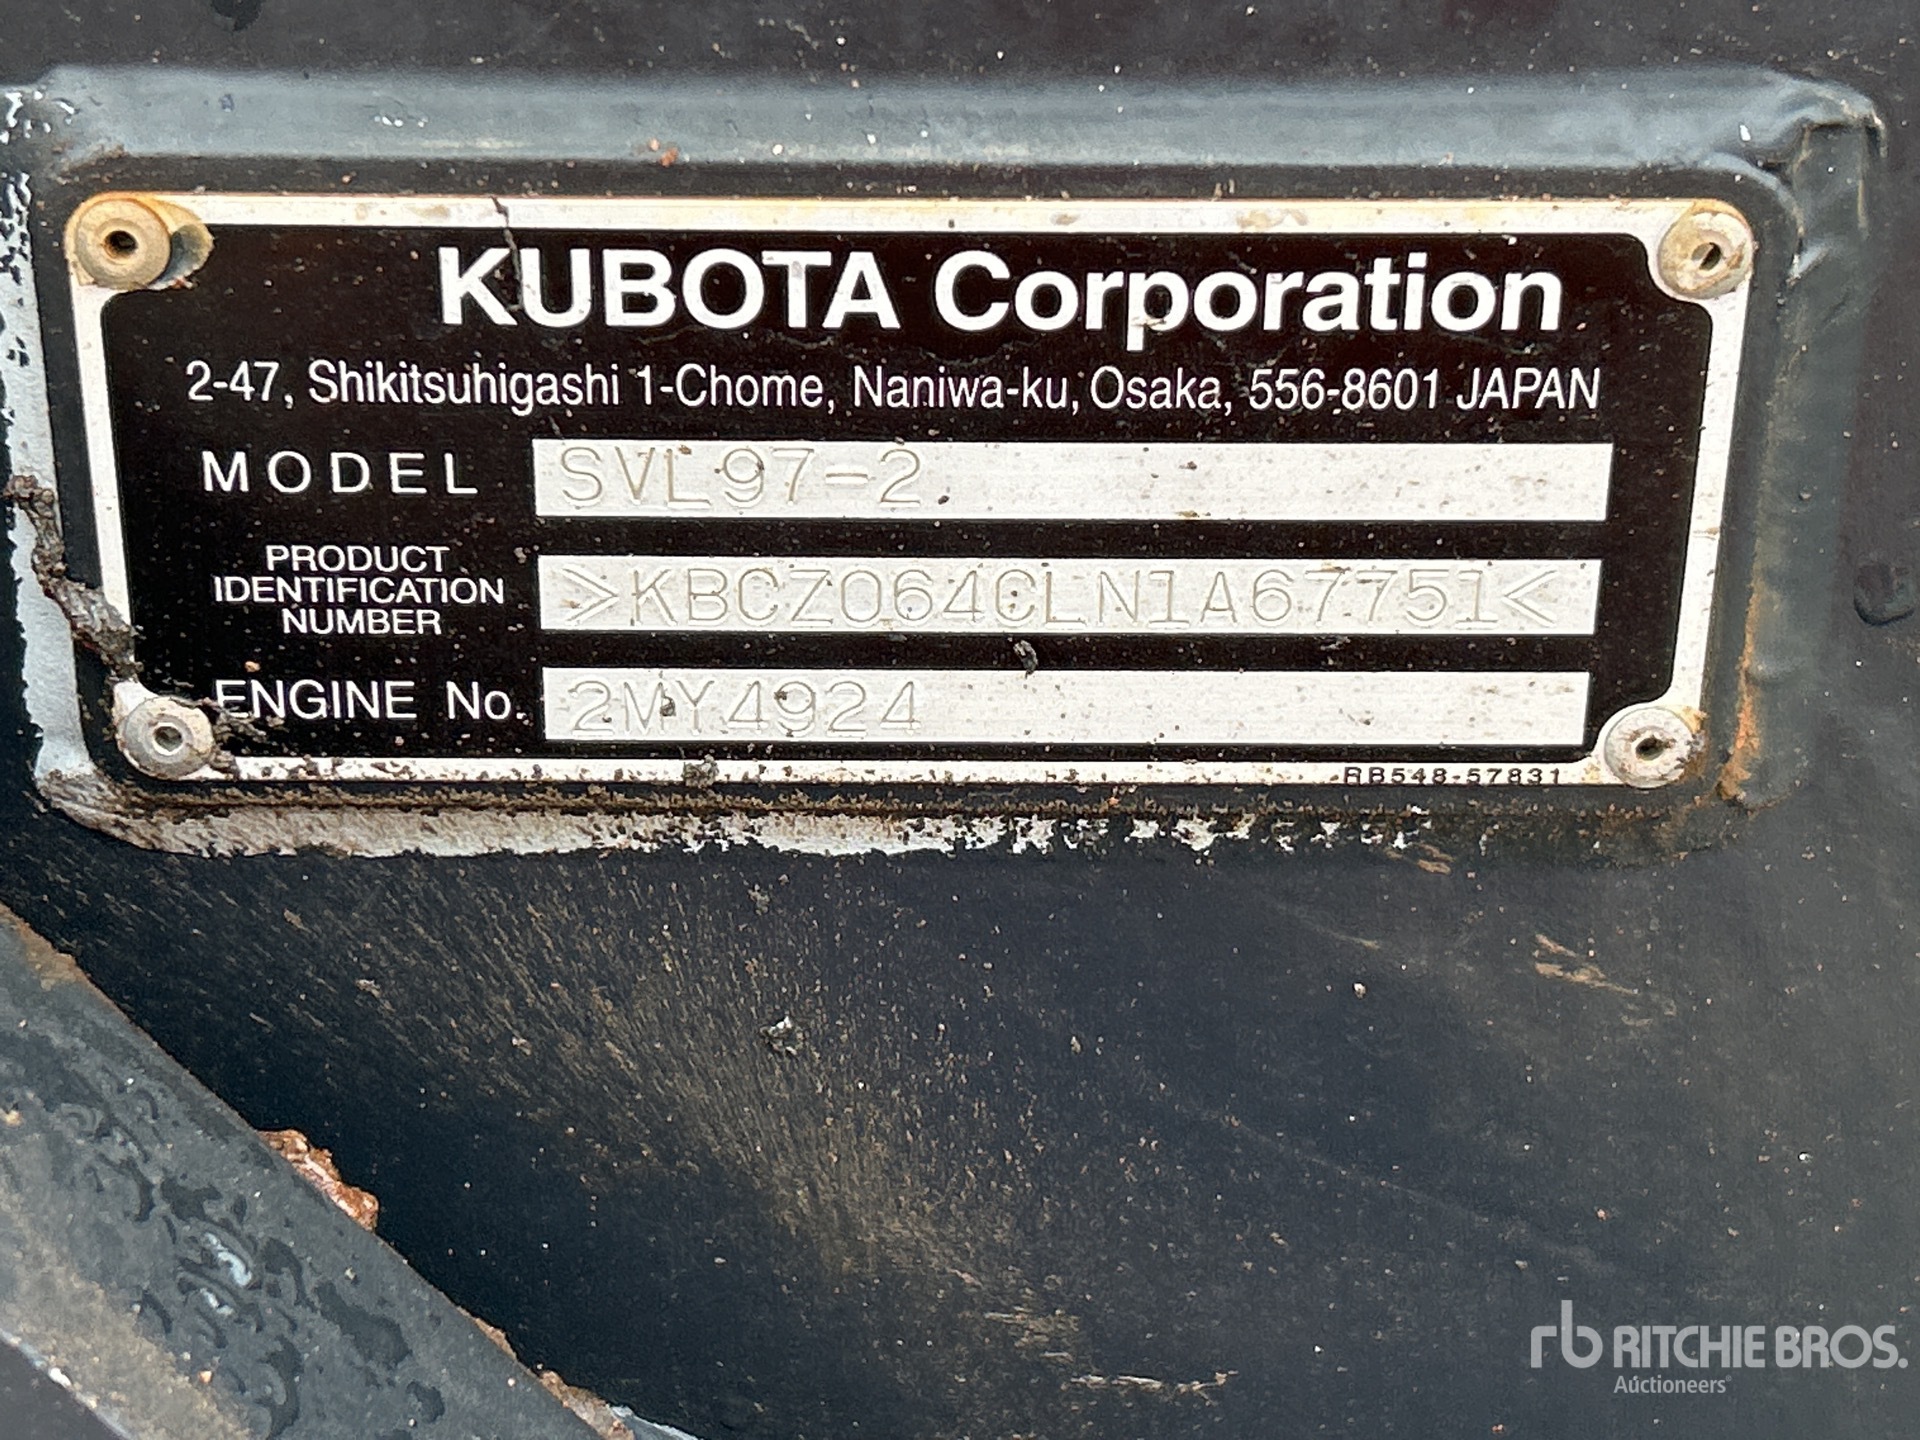 KUBOTA Corporation
2-47, Shikitsuhigashi 1-Chome, Naniwa-ku, Osaka, 556-8601 JAPAN
MODEL SVL97-2
PRODUCT
IDENTIFICATION
NUMBER
>KBCZ064CLN1A67751<
ENGINE No. 2MY4924
RB548-57831
rb RITCHIE BROS.
Auctioneers